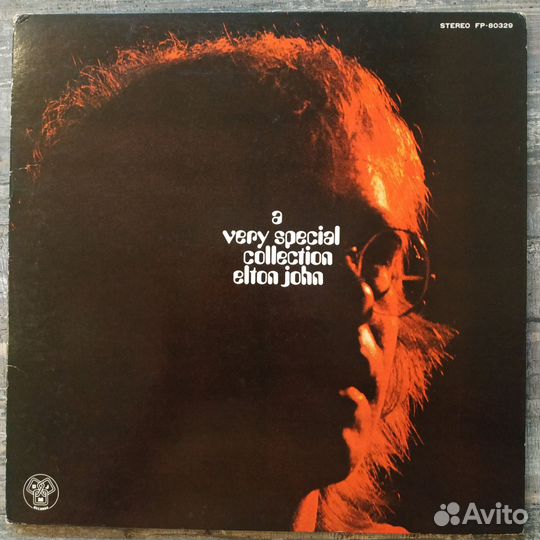 STEREO FP-80329
a
very special
collection
elton john
Avito